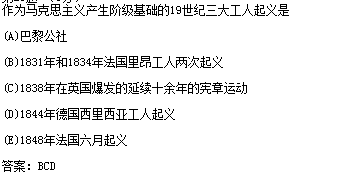 作为马克思主义产生阶级基础的19世纪三大工人起义是
(A)巴黎公社
(B)1831年和1834年法国里昂工人两次起义
(C)1838年在英国爆发的延续十余年的宪章运动
(D)1844年德国西里西亚工人起义
(E)1848年法国六月起义
答案：BCD